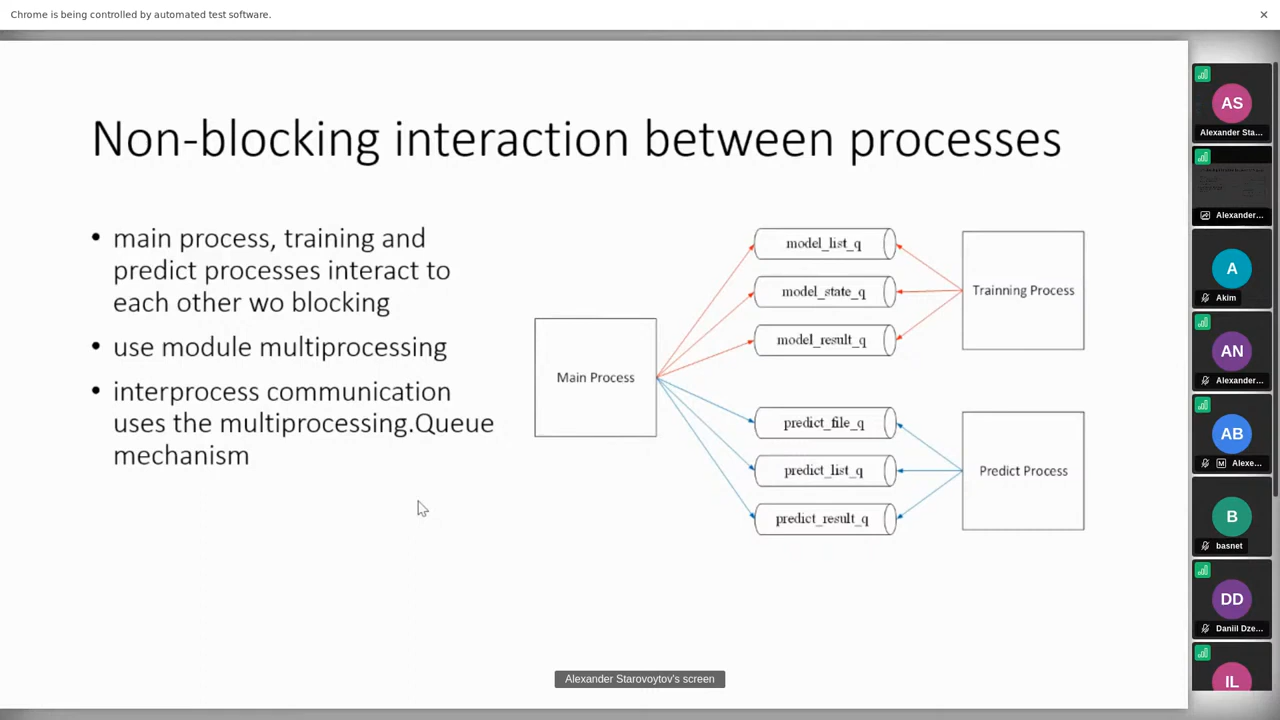 Chrome is being controlled by automated test software.
Non-blocking interaction between processes
• main process, training and
predict processes interact to
each other wo blocking
• use module multiprocessing
• interprocess communication
uses the multiprocessing.Queue
mechanism
Main Process
model_list_q
model_state_q
model_result_q
Trainning Process
predict_file_q
predict_list_q
predict_result_q
Predict Process
Alexander Starovoytov's screen
AS
Alexander Sta...
Alexander...
A
Akim
AN
Alexander...
AB
M
Alexe...
B
basnet
DD
Daniil Dze...
IL